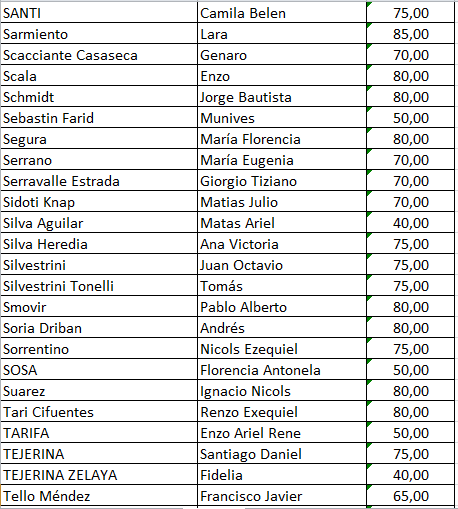 SANTI Camila Belen 75,00
Sarmiento Lara 85,00
Scacciante Casaseca Genaro 70,00
Scala Enzo 80,00
Schmidt Jorge Bautista 80,00
Sebastin Farid Munives 50,00
Segura María Florencia 80,00
Serrano María Eugenia 70,00
Serravalle Estrada Giorgio Tiziano 70,00
Sidoti Knap Matias Julio 70,00
Silva Aguilar Matas Ariel 40,00
Silva Heredia Ana Victoria 75,00
Silvestrini Juan Octavio 75,00
Silvestrini Tonelli Tomás 75,00
Smovir Pablo Alberto 80,00
Soria Driban Andrés 80,00
Sorrentino Nicols Ezequiel 75,00
SOSA Florencia Antonela 50,00
Suarez Ignacio Nicols 80,00
Tari Cifuentes Renzo Exequiel 80,00
TARIFA Enzo Ariel Rene 50,00
TEJERINA Santiago Daniel 75,00
TEJERINA ZELAYA Fidelia 40,00
Tello Méndez Francisco Javier 65,00